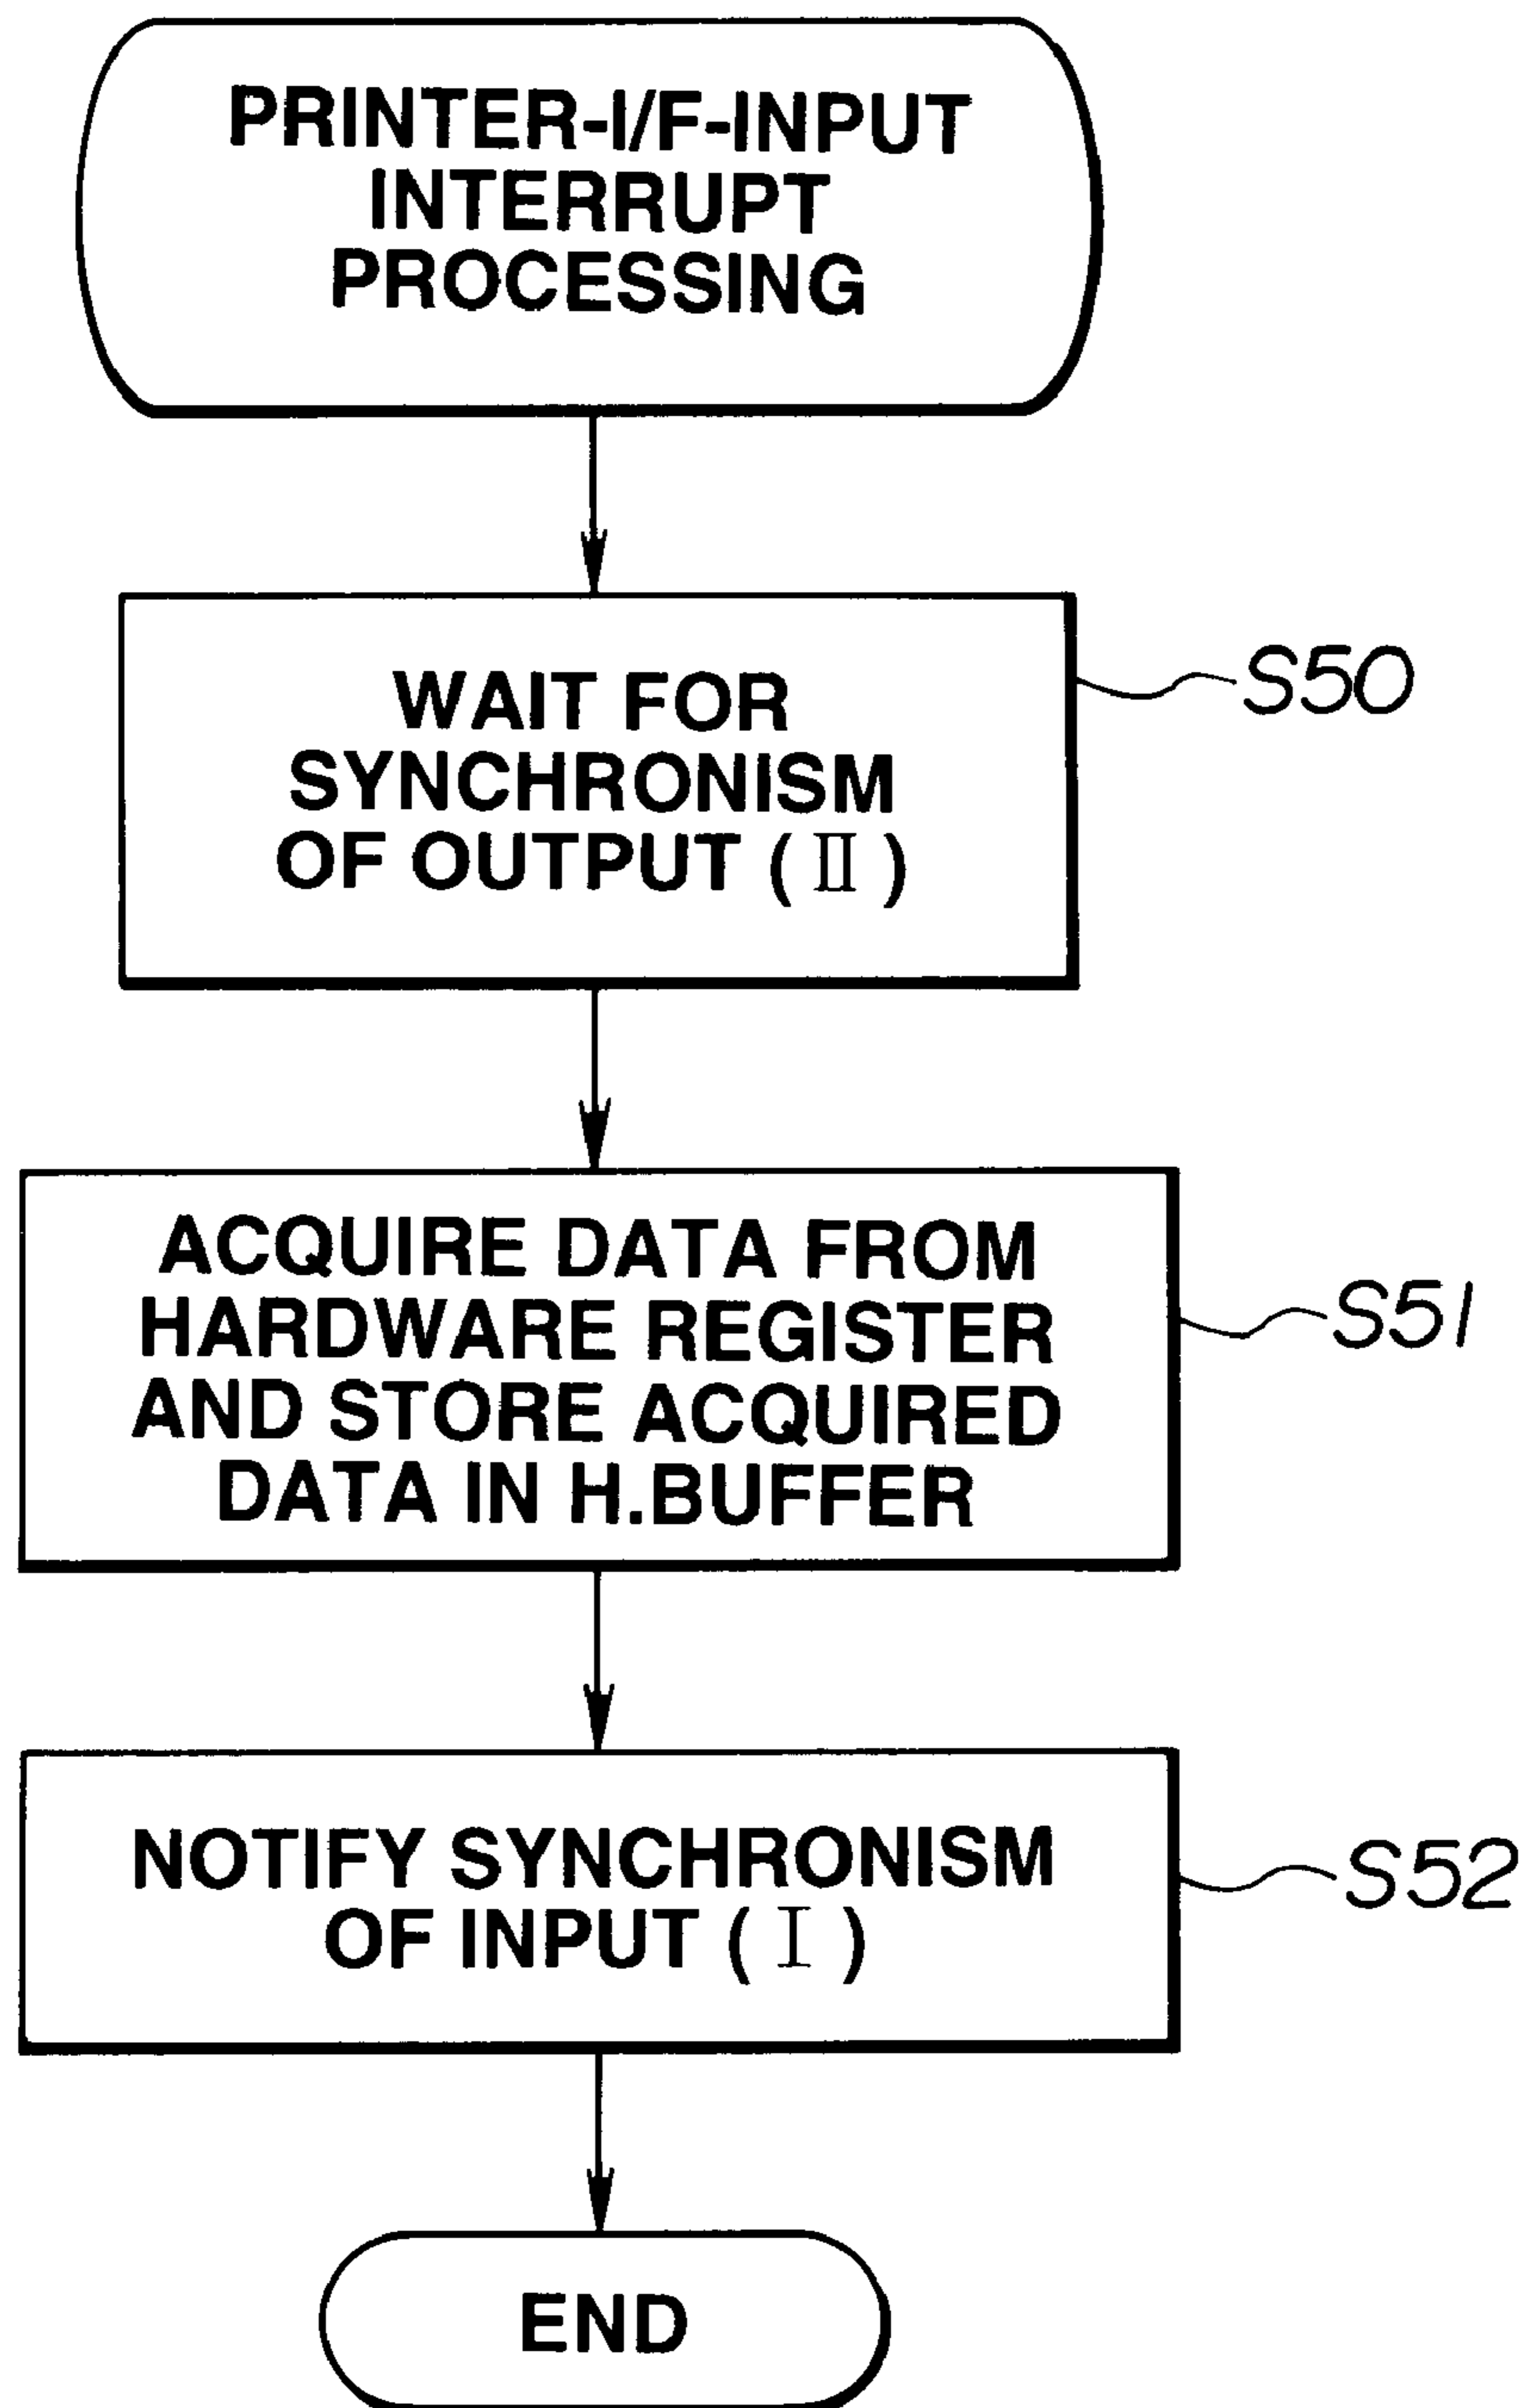 PRINTER-I/F-INPUT
INTERRUPT
PROCESSING
WAIT FOR
SYNCHRONISM
OF OUTPUT (II)
S50
ACQUIRE DATA FROM
HARDWARE REGISTER
AND STORE ACQUIRED
DATA IN H.BUFFER
S51
NOTIFY SYNCHRONISM
OF INPUT (I)
S52
END